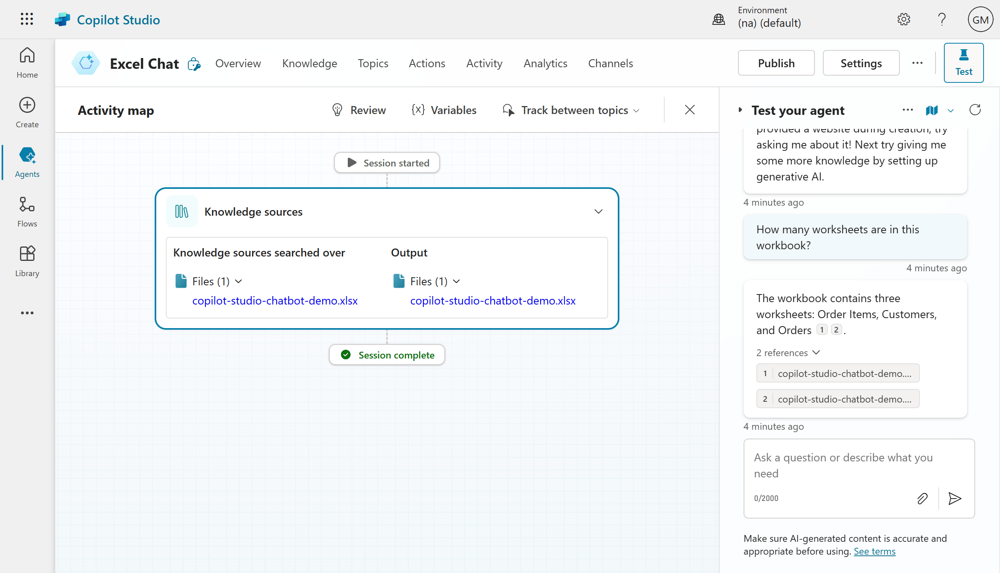 Copilot Studio
Environment
(na) (default)
GM
Home
Create
Agents
Flows
Library
Excel Chat
Overview
Knowledge
Topics
Actions
Activity
Analytics
Channels
Publish
Settings
Test
Activity map
Review
Variables
Track between topics
Session started
Knowledge sources
Knowledge sources searched over
Output
Files (1)
Files (1)
copilot-studio-chatbot-demo.xlsx
copilot-studio-chatbot-demo.xlsx
Session complete
Test your agent
provided a website during creation, try
asking me about it! Next try giving me
some more knowledge by setting up
generative AI.
4 minutes ago
How many worksheets are in this
workbook?
4 minutes ago
The workbook contains three
worksheets: Order Items, Customers,
and Orders 1 2 .
2 references
1 copilot-studio-chatbot-demo....
2 copilot-studio-chatbot-demo....
4 minutes ago
Ask a question or describe what you
need
0/2000
Make sure AI-generated content is accurate and
appropriate before using. See terms